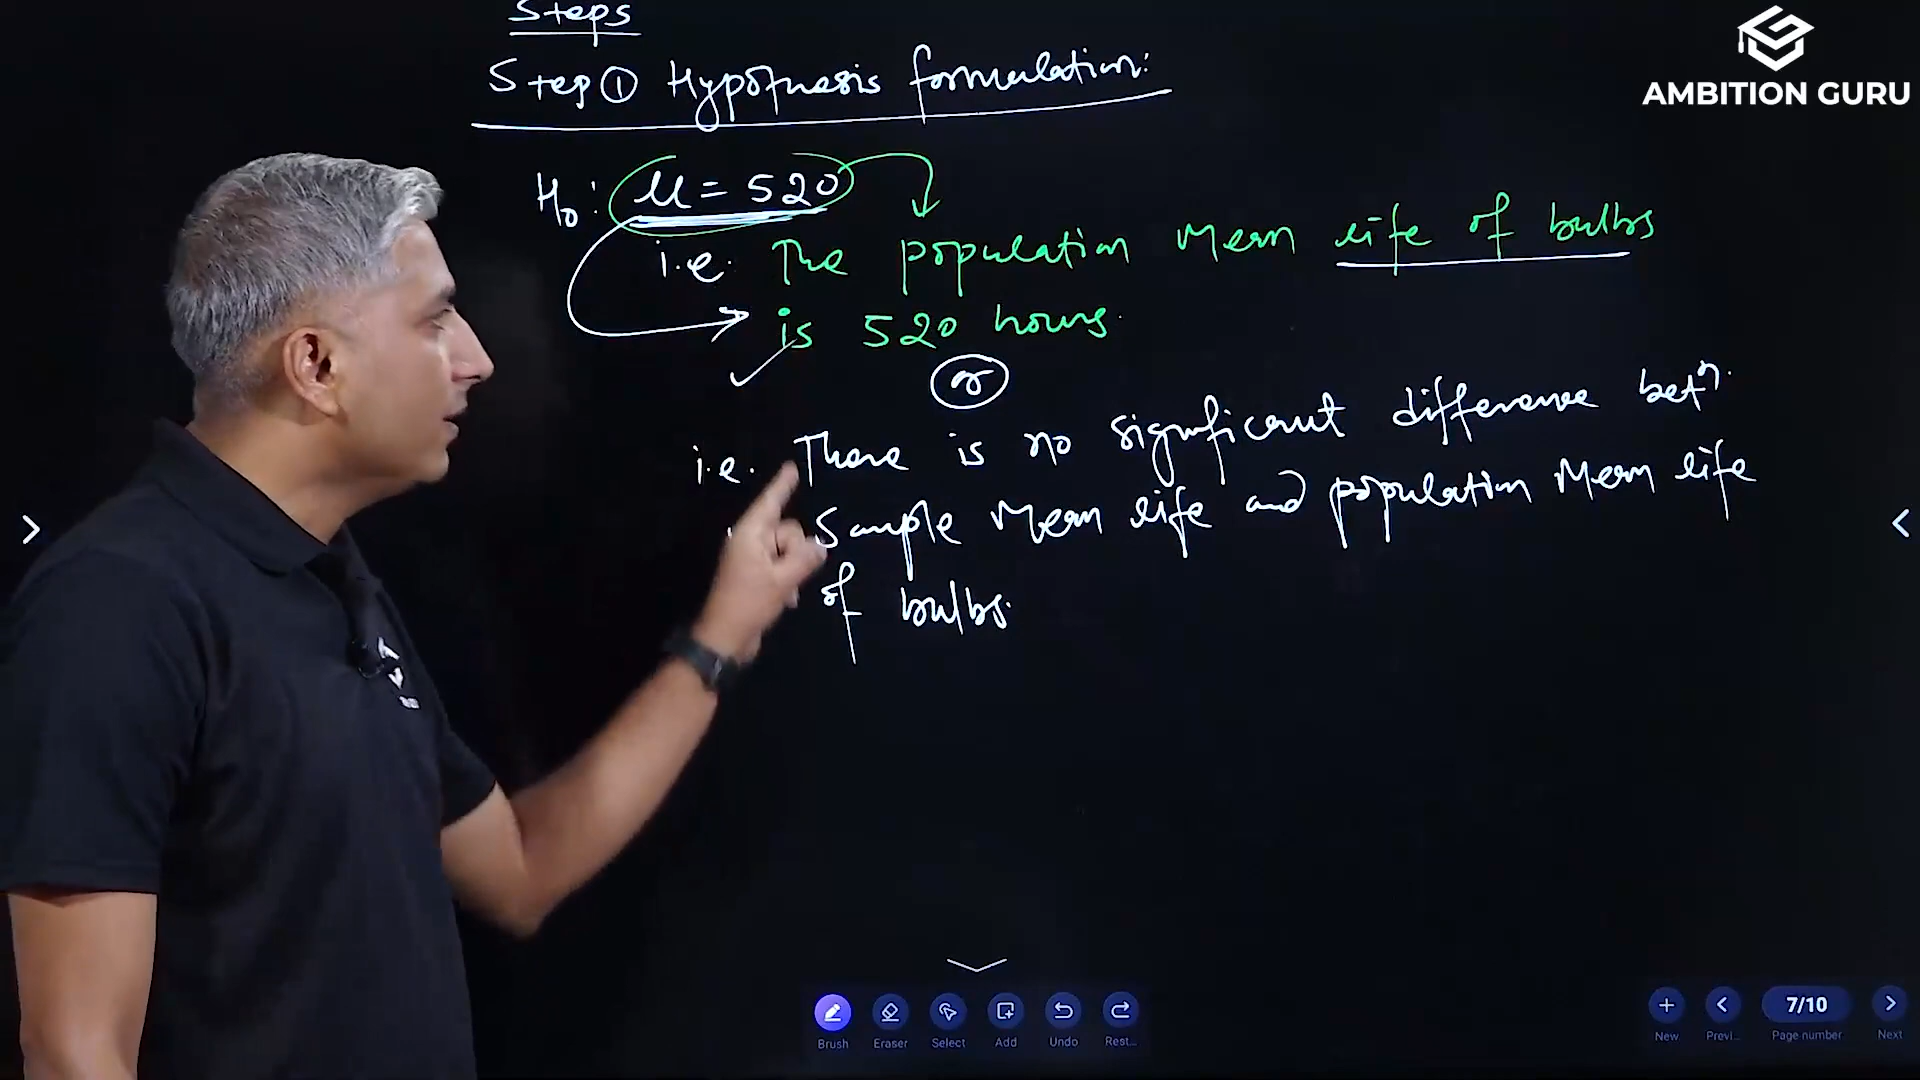 Steps
Step ① Hypothesis formulation:
H₀: μ = 520
i.e. The population Mean life of bulbs
is 520 hours.
or
i.e. There is no significant difference betⁿ.
Sample Mean life and population Mean life
of bulbs.
AMBITION GURU
Brush
Eraser
Select
Add
Undo
Rest...
New
Previ...
7/10
Page number
Next